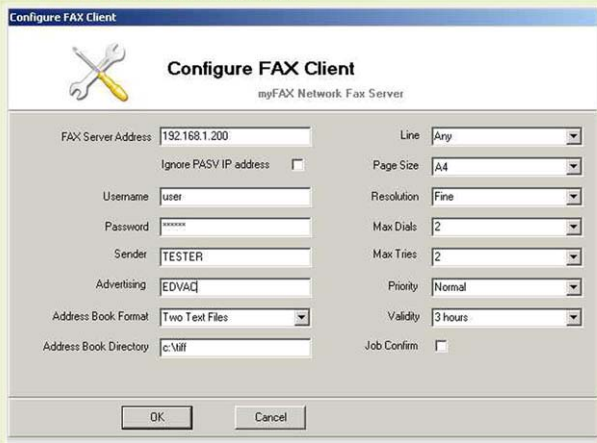 Configure FAX Client
Configure FAX Client
myFAX Network Fax Server
FAX Server Address 192.168.1.200
Ignore PASV IP address
Username user
Password ******
Sender TESTER
Advertising EDVAC
Address Book Format Two Text Files
Address Book Directory c:\tiff
Line Any
Page Size A4
Resolution Fine
Max Dials 2
Max Tries 2
Priority Normal
Validity 3 hours
Job Confirm
OK Cancel